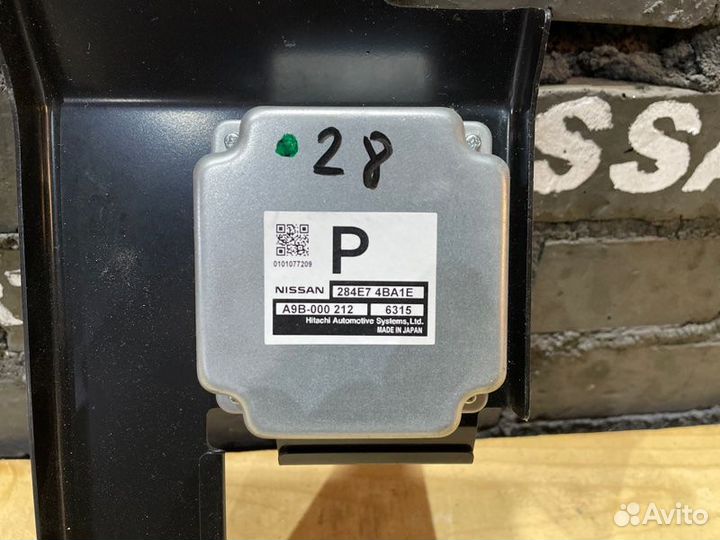 28
SSA
P
0101077209
NISSAN 284E7 4BA1E
A9B-000 212 6315
Hitachi Automotive Systems,Ltd.
MADE IN JAPAN
Avito